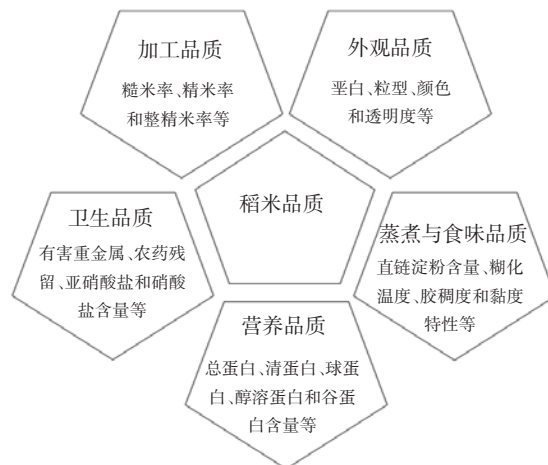 加工品质
糙米率、精米率
和整精米率等
外观品质
垩白、粒型、颜色
和透明度等
稻米品质
卫生品质
有害重金属、农药残
留、亚硝酸盐和硝酸
盐含量等
蒸煮与食味品质
直链淀粉含量、糊化
温度、胶稠度和黏度
特性等
营养品质
总蛋白、清蛋白、球蛋
白、醇溶蛋白和谷蛋
白含量等